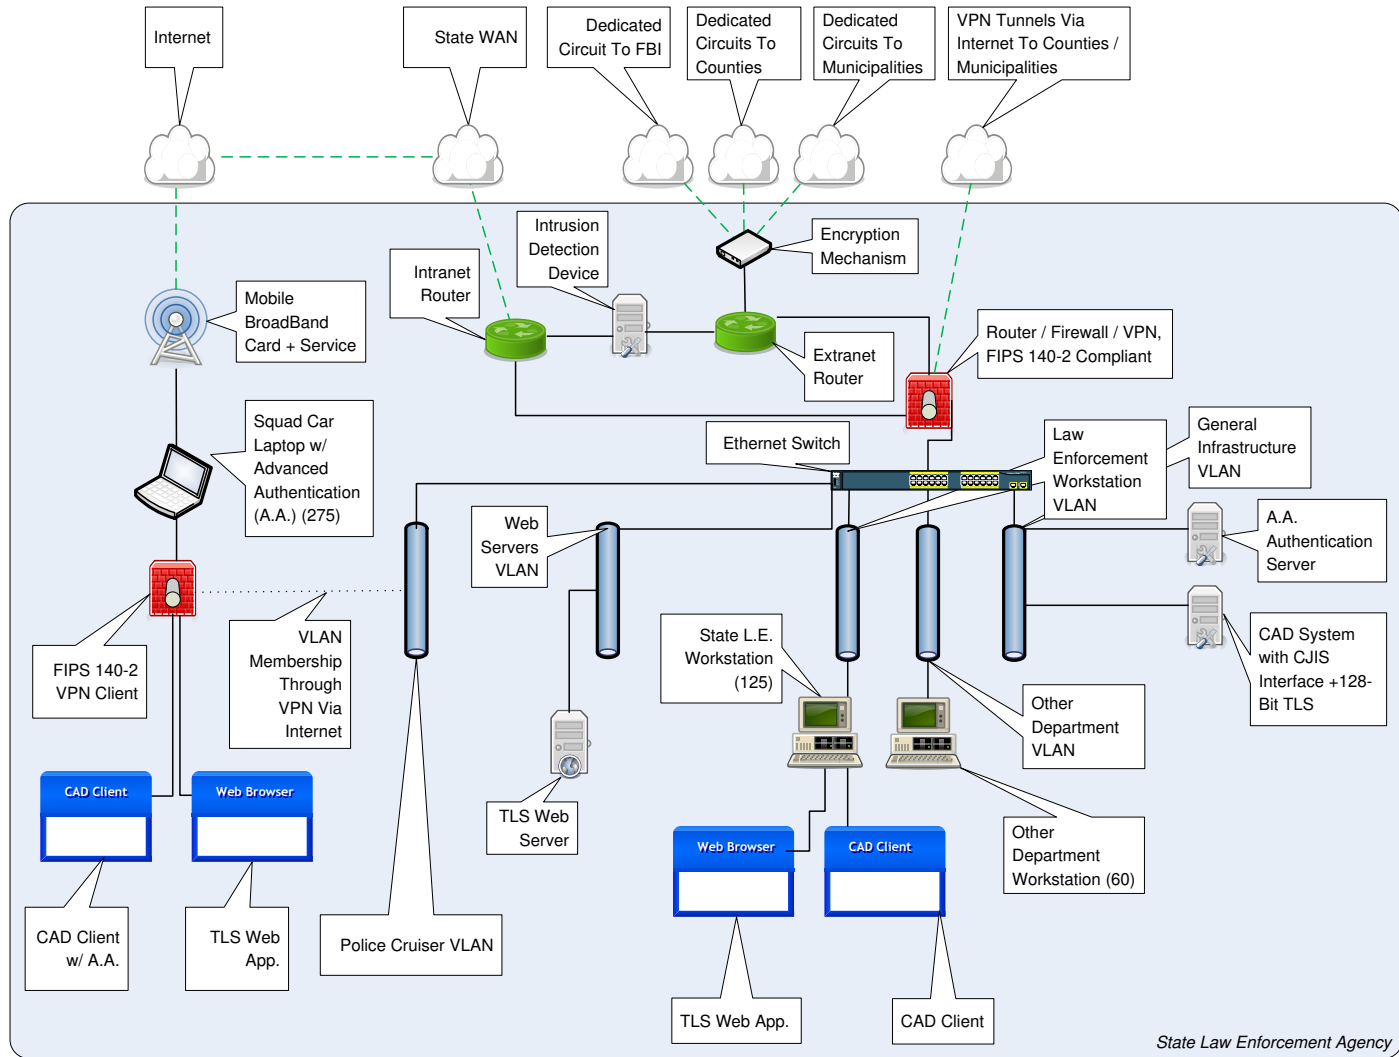 Internet
State WAN
Dedicated
Circuit To FBI
Dedicated
Circuits To
Counties
Dedicated
Circuits To
Municipalities
VPN Tunnels Via
Internet To Counties /
Municipalities
Intrusion
Detection
Device
Encryption
Mechanism
Intranet
Router
Mobile
BroadBand
Card + Service
Extranet
Router
Router / Firewall / VPN,
FIPS 140-2 Compliant
Squad Car
Laptop w/
Advanced
Authentication
(A.A.) (275)
Ethernet Switch
Law
Enforcement
Workstation
VLAN
General
Infrastructure
VLAN
Web
Servers
VLAN
A.A.
Authentication
Server
FIPS 140-2
VPN Client
VLAN
Membership
Through
VPN Via
Internet
State L.E.
Workstation
(125)
CAD System
with CJIS
Interface +128-
Bit TLS
Other
Department
VLAN
CAD Client
Web Browser
TLS Web
Server
Web Browser
CAD Client
Other
Department
Workstation (60)
CAD Client
w/ A.A.
TLS Web
App.
Police Cruiser VLAN
TLS Web App.
CAD Client
State Law Enforcement Agency